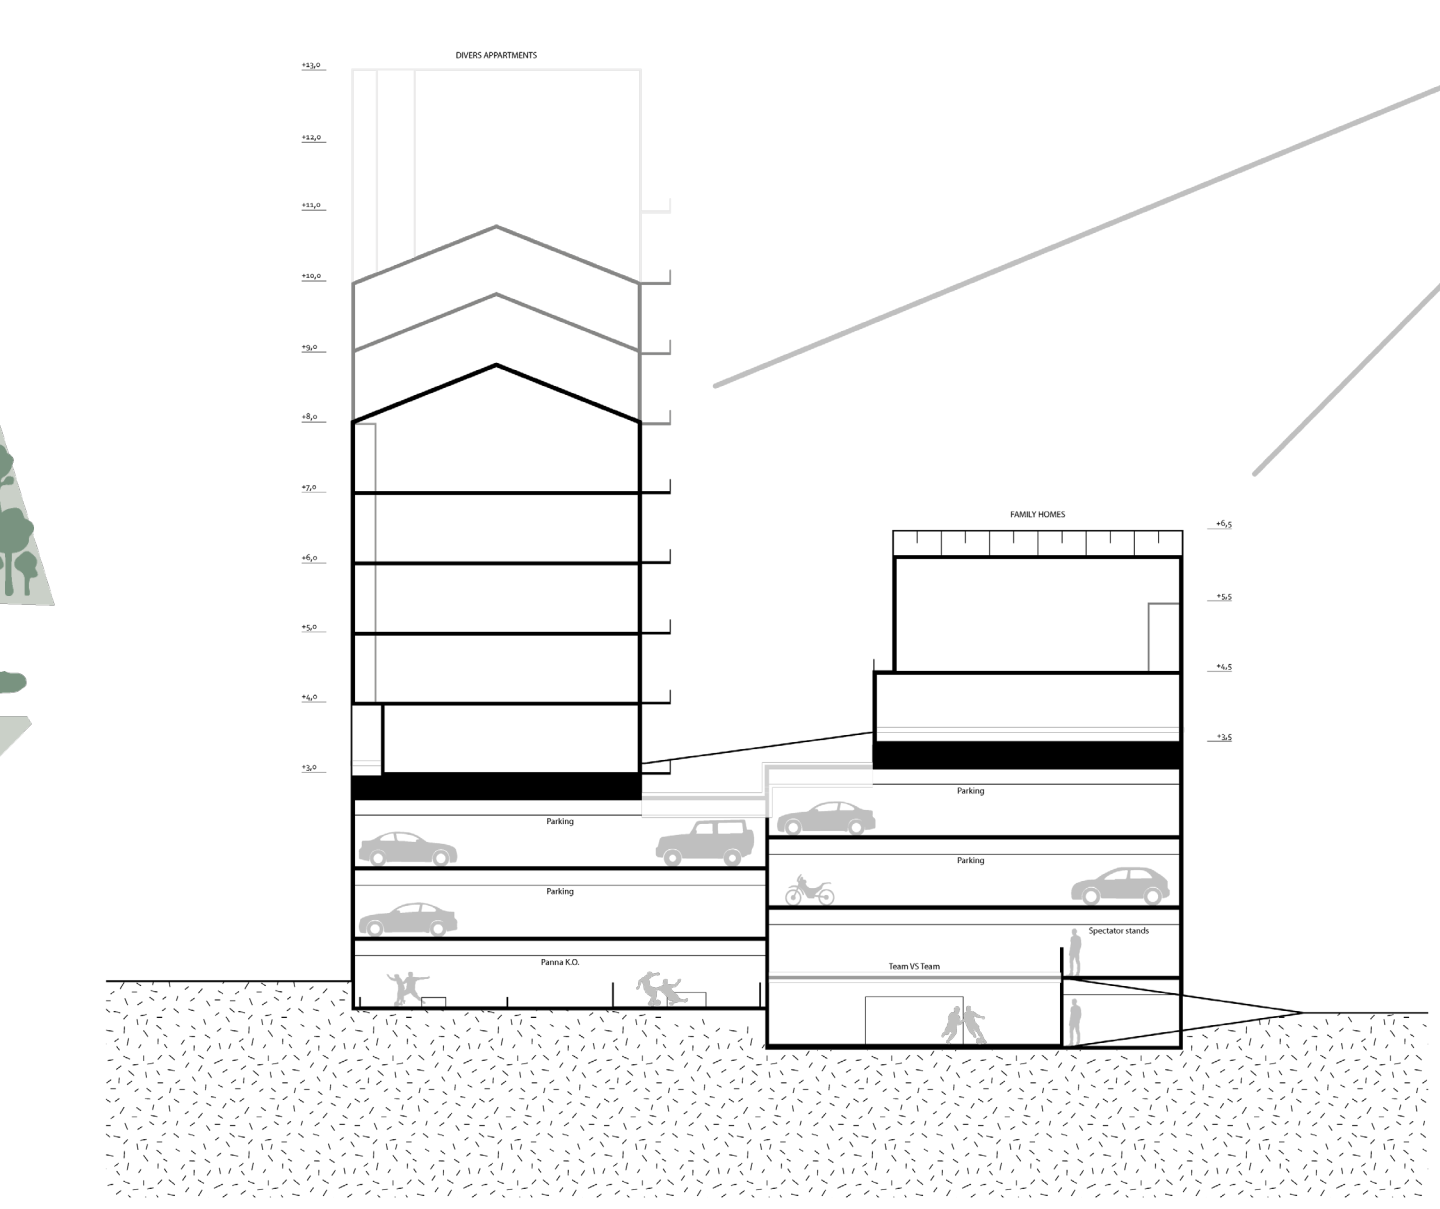 DIVERS APPARTMENTS
+13,0
+12,0
+11,0
+10,0
+9,0
+8,0
+7,0
+6,0
+5,0
+4,0
+3,0
FAMILY HOMES
+6,5
+5,5
+4,5
+3,5
Parking
Parking
Parking
Parking
Panna K.O.
Spectator stands
Team VS Team